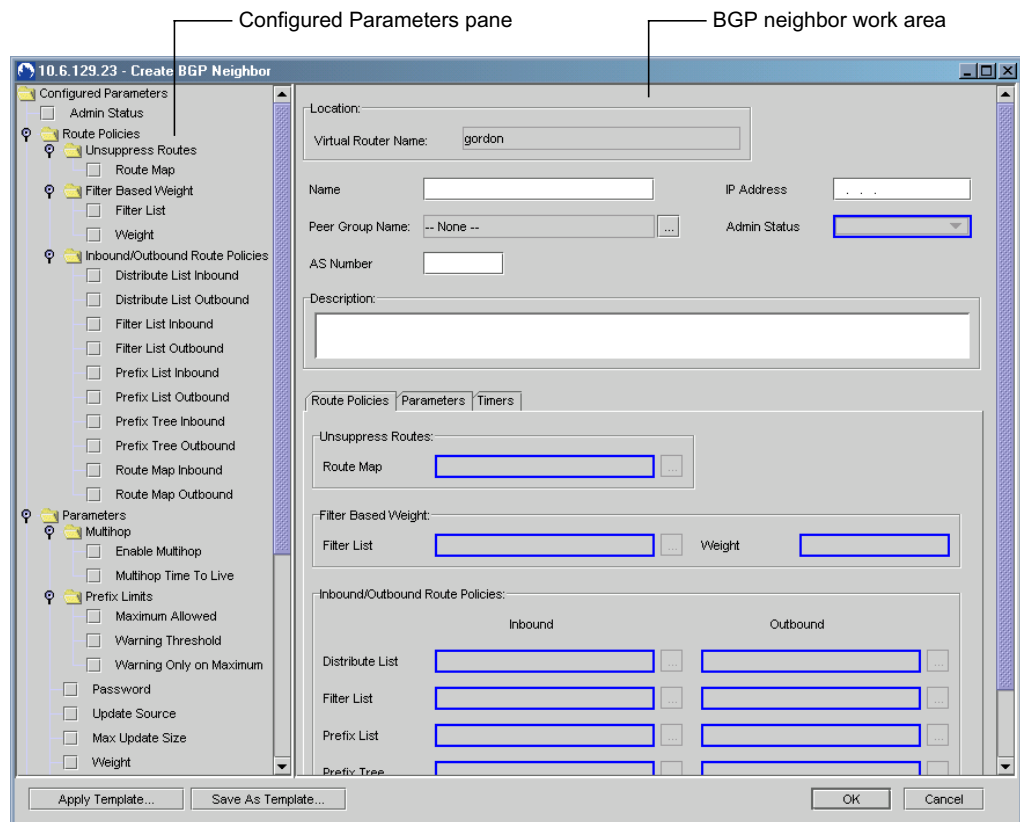 Configured Parameters pane
BGP neighbor work area
10.6.129.23 - Create BGP Neighbor
Configured Parameters
Admin Status
Route Policies
Unsuppress Routes
Route Map
Filter Based Weight
Filter List
Weight
Inbound/Outbound Route Policies
Distribute List Inbound
Distribute List Outbound
Filter List Inbound
Filter List Outbound
Prefix List Inbound
Prefix List Outbound
Prefix Tree Inbound
Prefix Tree Outbound
Route Map Inbound
Route Map Outbound
Parameters
Multihop
Enable Multihop
Multihop Time To Live
Prefix Limits
Maximum Allowed
Warning Threshold
Warning Only on Maximum
Password
Update Source
Max Update Size
Weight
Location:
Virtual Router Name: gordon
Name IP Address . . .
Peer Group Name: -- None -- ... Admin Status
AS Number
Description:
Route Policies Parameters Timers
Unsuppress Routes:
Route Map ...
Filter Based Weight:
Filter List ... Weight
Inbound/Outbound Route Policies:
Inbound Outbound
Distribute List ... ...
Filter List ... ...
Prefix List ... ...
Prefix Tree ... ...
Apply Template... Save As Template... OK Cancel